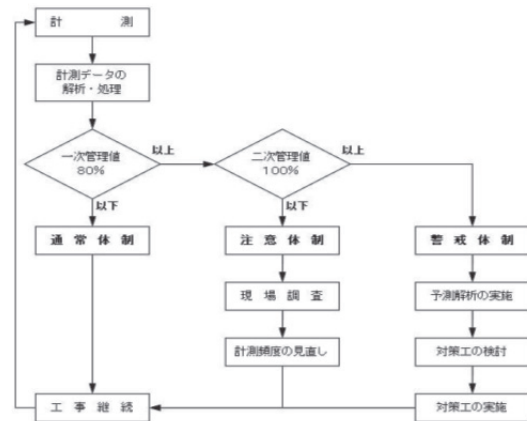 計 測
計測データの
解析・処理
一次管理値
80%
以上
二次管理値
100%
以上
以下
以下
通常体制
注意体制
警戒体制
現場調査
予測解析の実施
計測頻度の見直し
対策工の検討
工事継続
対策工の実施